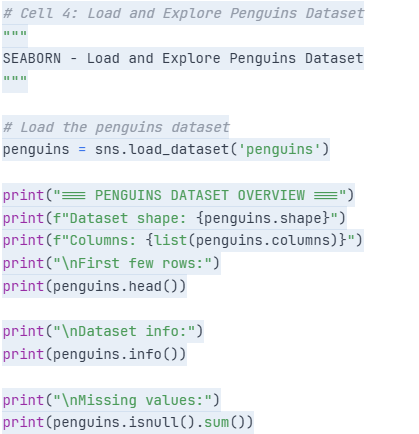 # Cell 4: Load and Explore Penguins Dataset
"""
SEABORN - Load and Explore Penguins Dataset
"""
# Load the penguins dataset
penguins = sns.load_dataset('penguins')
print("=== PENGUINS DATASET OVERVIEW ===")
print(f"Dataset shape: {penguins.shape}")
print(f"Columns: {list(penguins.columns)}")
print("\nFirst few rows:")
print(penguins.head())
print("\nDataset info:")
print(penguins.info())
print("\nMissing values:")
print(penguins.isnull().sum())